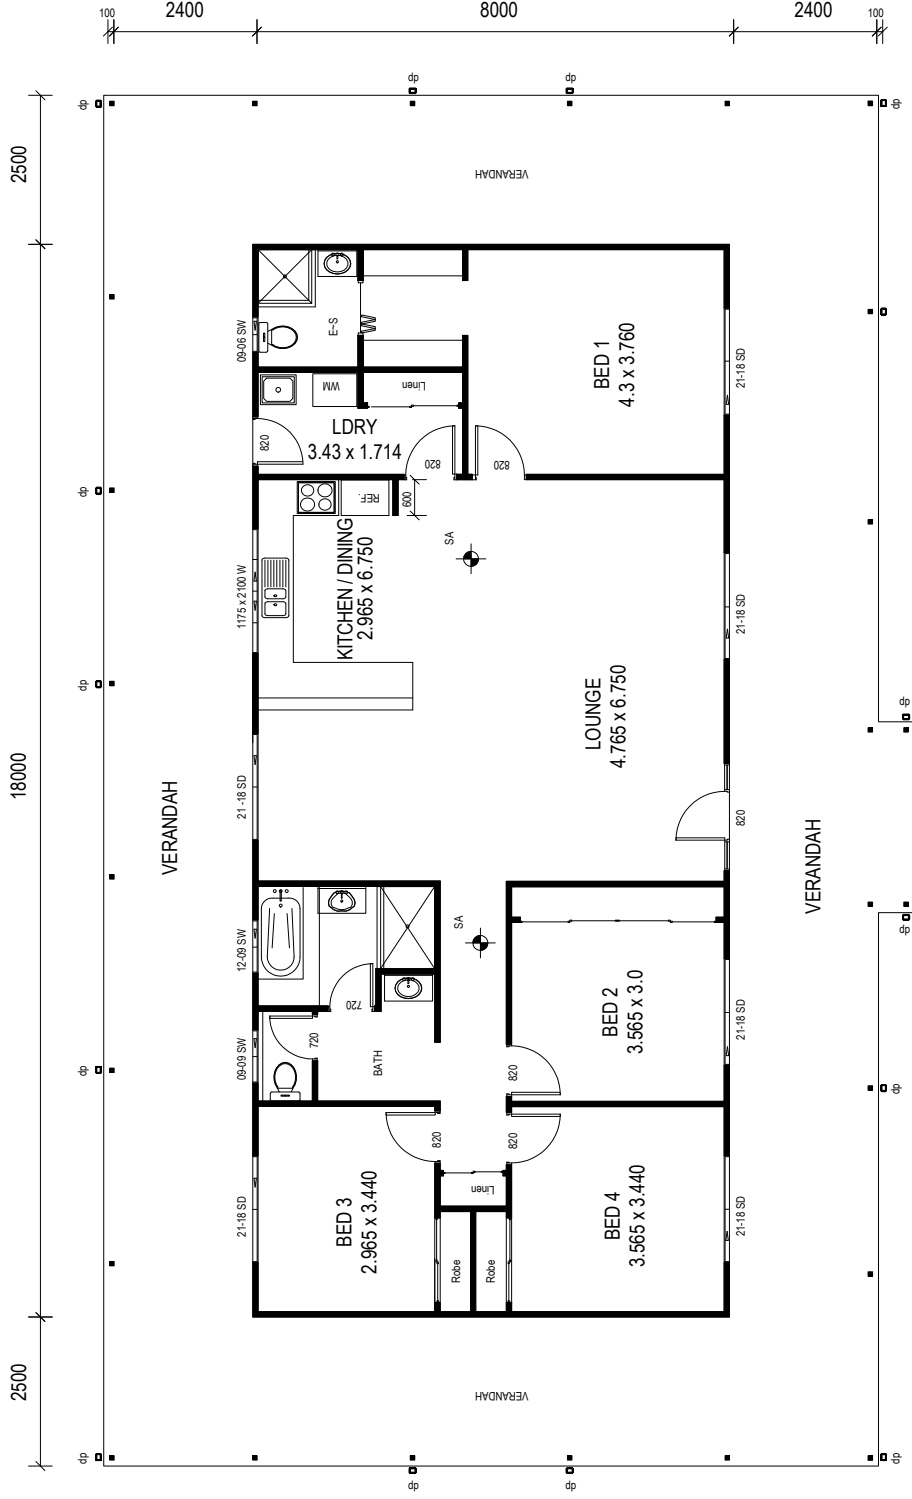 100
2400
8000
2400
100
dp
dp
dp
dp
2500
VERANDAH
E~S
09-06 SW
BED 1
4.3 x 3.760
21-18 SD
WM
Linen
LDRY
3.43 x 1.714
820
820
820
dp
REF.
600
SA
KITCHEN / DINING
2.965 x 6.750
1175 x 2100 W
21-18 SD
dp
LOUNGE
4.765 x 6.750
dp
18000
21 -18 SD
VERANDAH
820
VERANDAH
SA
dp
12-09 SW
720
BED 2
3.565 x 3.0
21-18 SD
720
09-09 SW
BATH
820
dp
dp
820
820
Linen
21-18 SD
BED 3
2.965 x 3.440
BED 4
3.565 x 3.440
21-18 SD
Robe
Robe
2500
VERANDAH
dp
dp
dp
dp